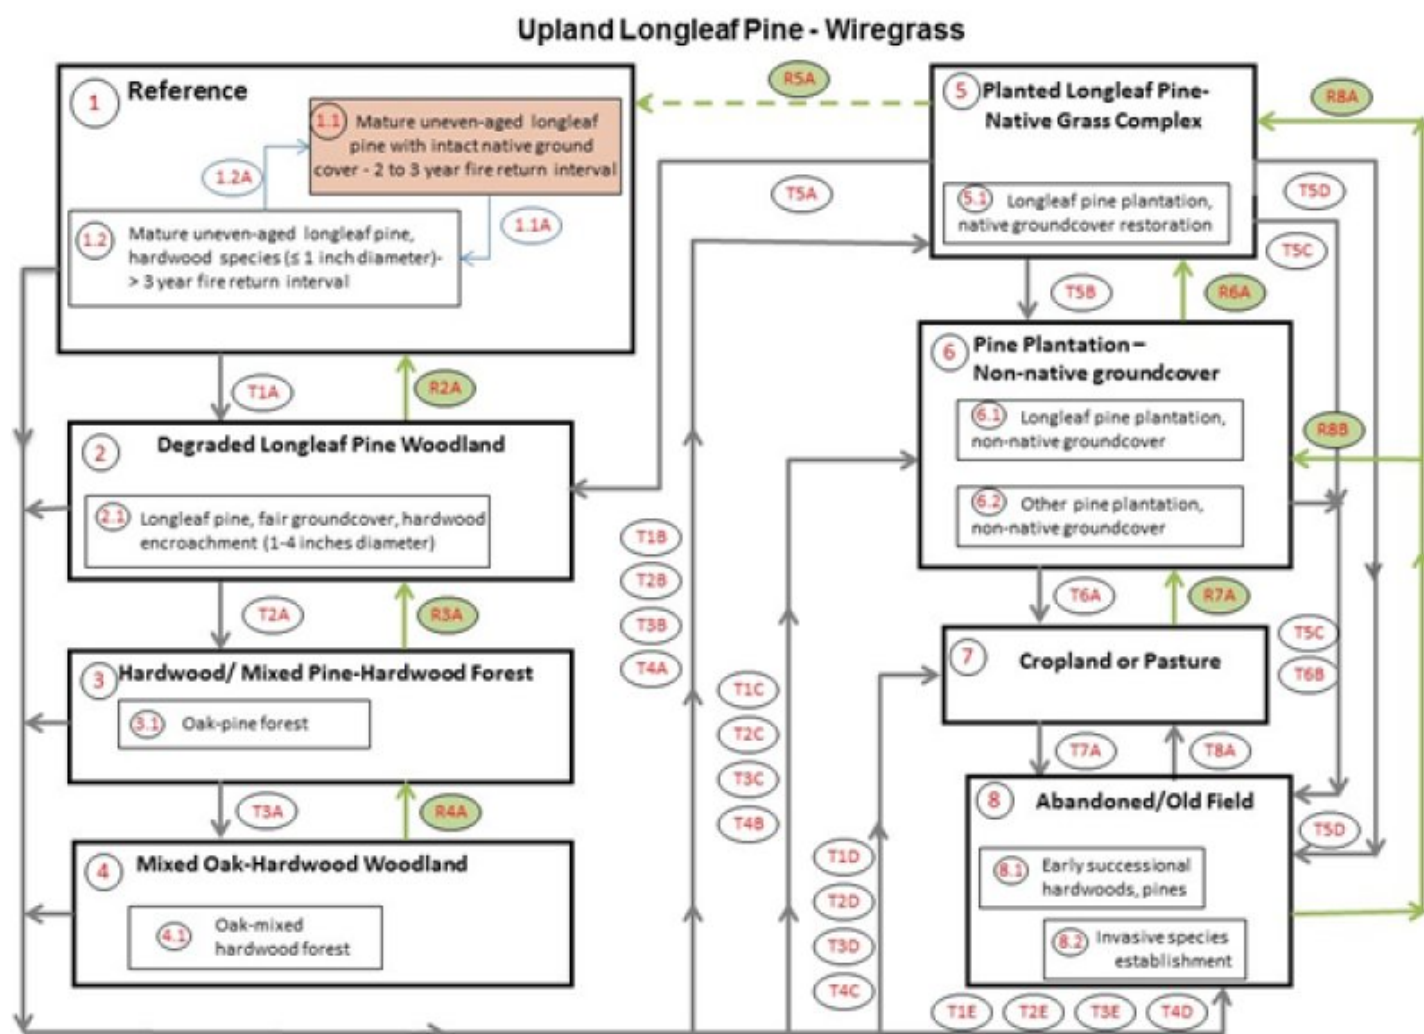 Upland Longleaf Pine - Wiregrass
1
Reference
1.1
Mature uneven-aged longleaf
pine with intact native ground
cover - 2 to 3 year fire return interval
1.2A
1.1A
1.2
Mature uneven-aged longleaf pine,
hardwood species (≤ 1 inch diameter)-
> 3 year fire return interval
T1A
R2A
2
Degraded Longleaf Pine Woodland
2.1
Longleaf pine, fair groundcover, hardwood
encroachment (1-4 inches diameter)
T2A
R3A
3
Hardwood/ Mixed Pine-Hardwood Forest
3.1
Oak-pine forest
T3A
R4A
4
Mixed Oak-Hardwood Woodland
4.1
Oak-mixed
hardwood forest
R5A
T5A
T1B
T2B
T3B
T4A
T1C
T2C
T3C
T4B
T1D
T2D
T3D
T4C
5
Planted Longleaf Pine-
Native Grass Complex
5.1
Longleaf pine plantation,
native groundcover restoration
R8A
T5D
T5C
T5B
R6A
6
Pine Plantation –
Non-native groundcover
6.1
Longleaf pine plantation,
non-native groundcover
6.2
Other pine plantation,
non-native groundcover
R8B
T6A
R7A
T5C
T6B
7
Cropland or Pasture
T7A
T8A
8
Abandoned/Old Field
8.1
Early successional
hardwoods, pines
8.2
Invasive species
establishment
T5D
T1E T2E T3E T4D